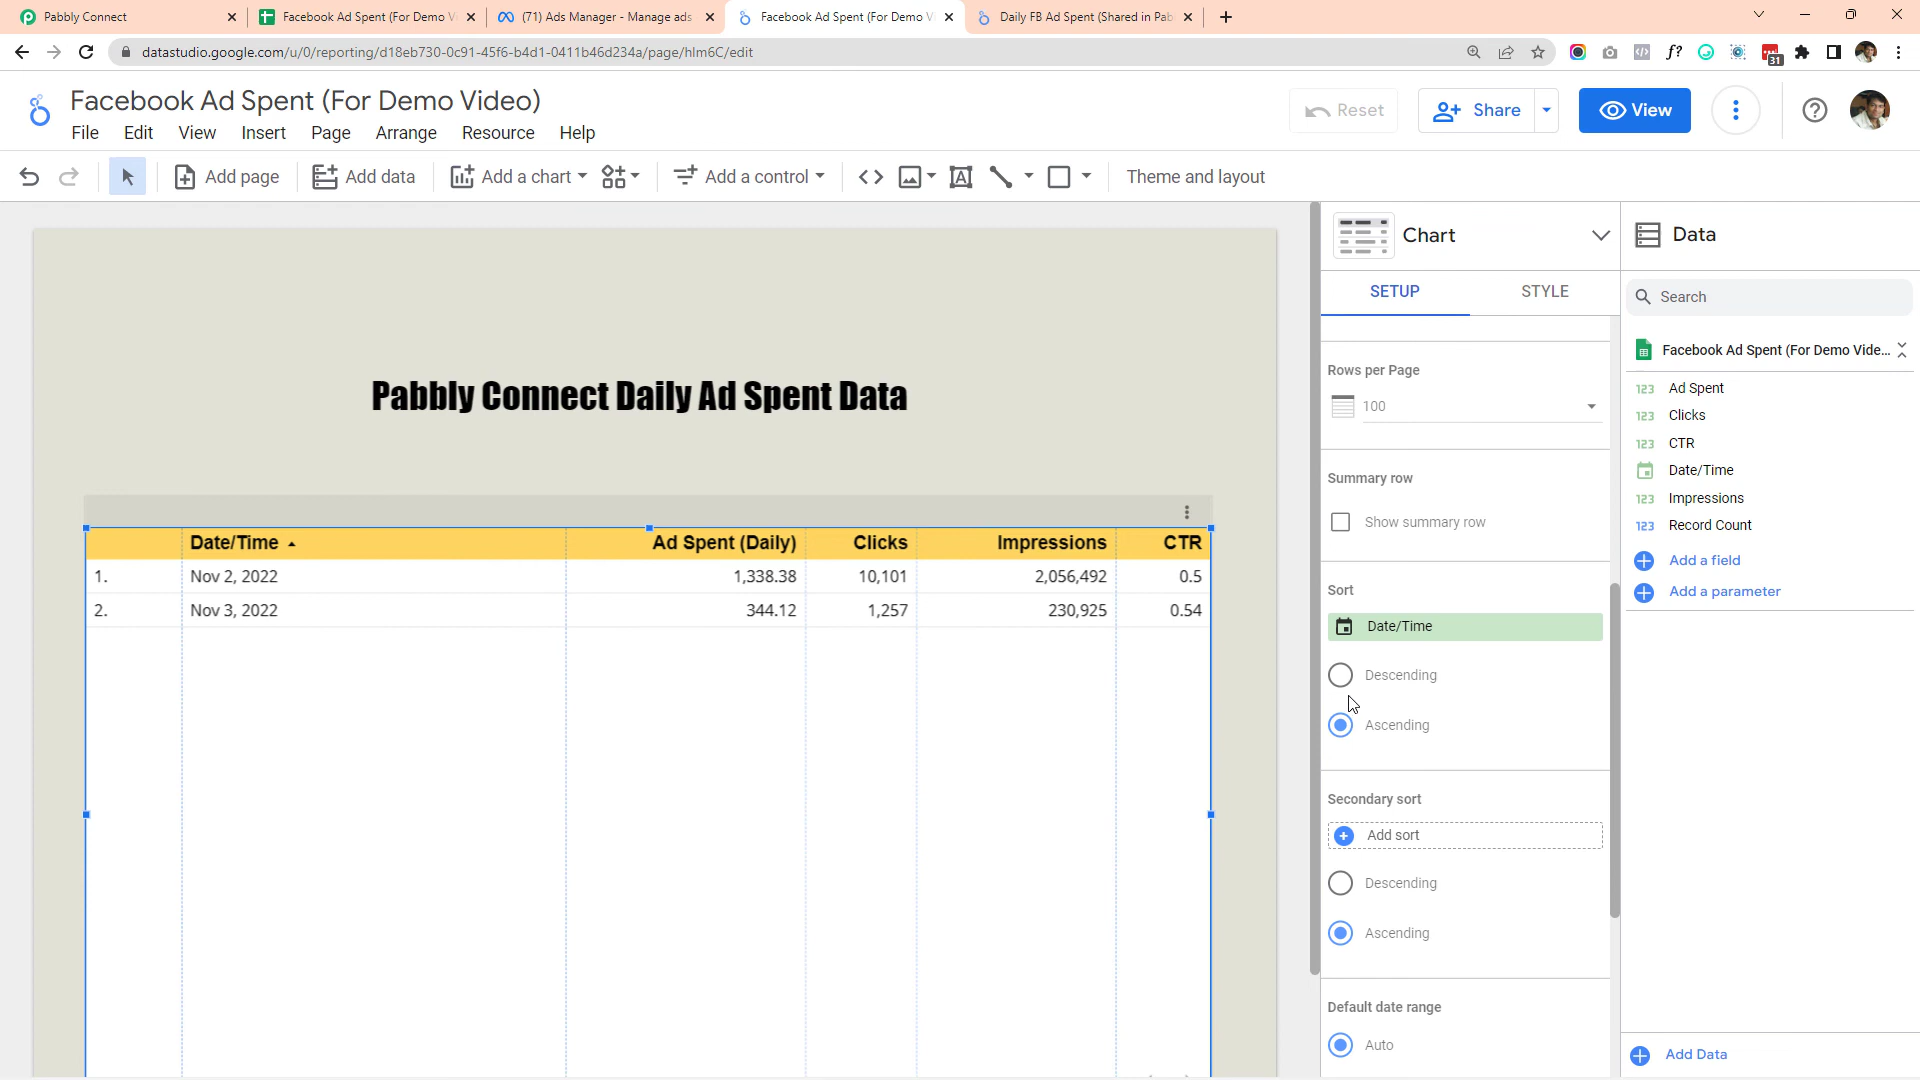 Pabbly Connect
Facebook Ad Spent (For Demo Vi
(71) Ads Manager - Manage ads
Facebook Ad Spent (For Demo V
Daily FB Ad Spent (Shared in Pab
datastudio.google.com/u/0/reporting/d18eb730-0c91-45f6-b4d1-0411b46d234a/page/hlm6C/edit
f?
31
Facebook Ad Spent (For Demo Video)
Reset
Share
View
File Edit View Insert Page Arrange Resource Help
Add page
Add data
Add a chart
Add a control
Theme and layout
Pabbly Connect Daily Ad Spent Data
Date/Time Ad Spent (Daily) Clicks Impressions CTR
1. Nov 2, 2022 1,338.38 10,101 2,056,492 0.5
2. Nov 3, 2022 344.12 1,257 230,925 0.54
Chart
SETUP STYLE
Rows per Page
100
Summary row
Show summary row
Sort
Date/Time
Descending
Ascending
Secondary sort
Add sort
Descending
Ascending
Default date range
Auto
Data
Search
Facebook Ad Spent (For Demo Vide...
123 Ad Spent
123 Clicks
123 CTR
Date/Time
123 Impressions
123 Record Count
Add a field
Add a parameter
Add Data